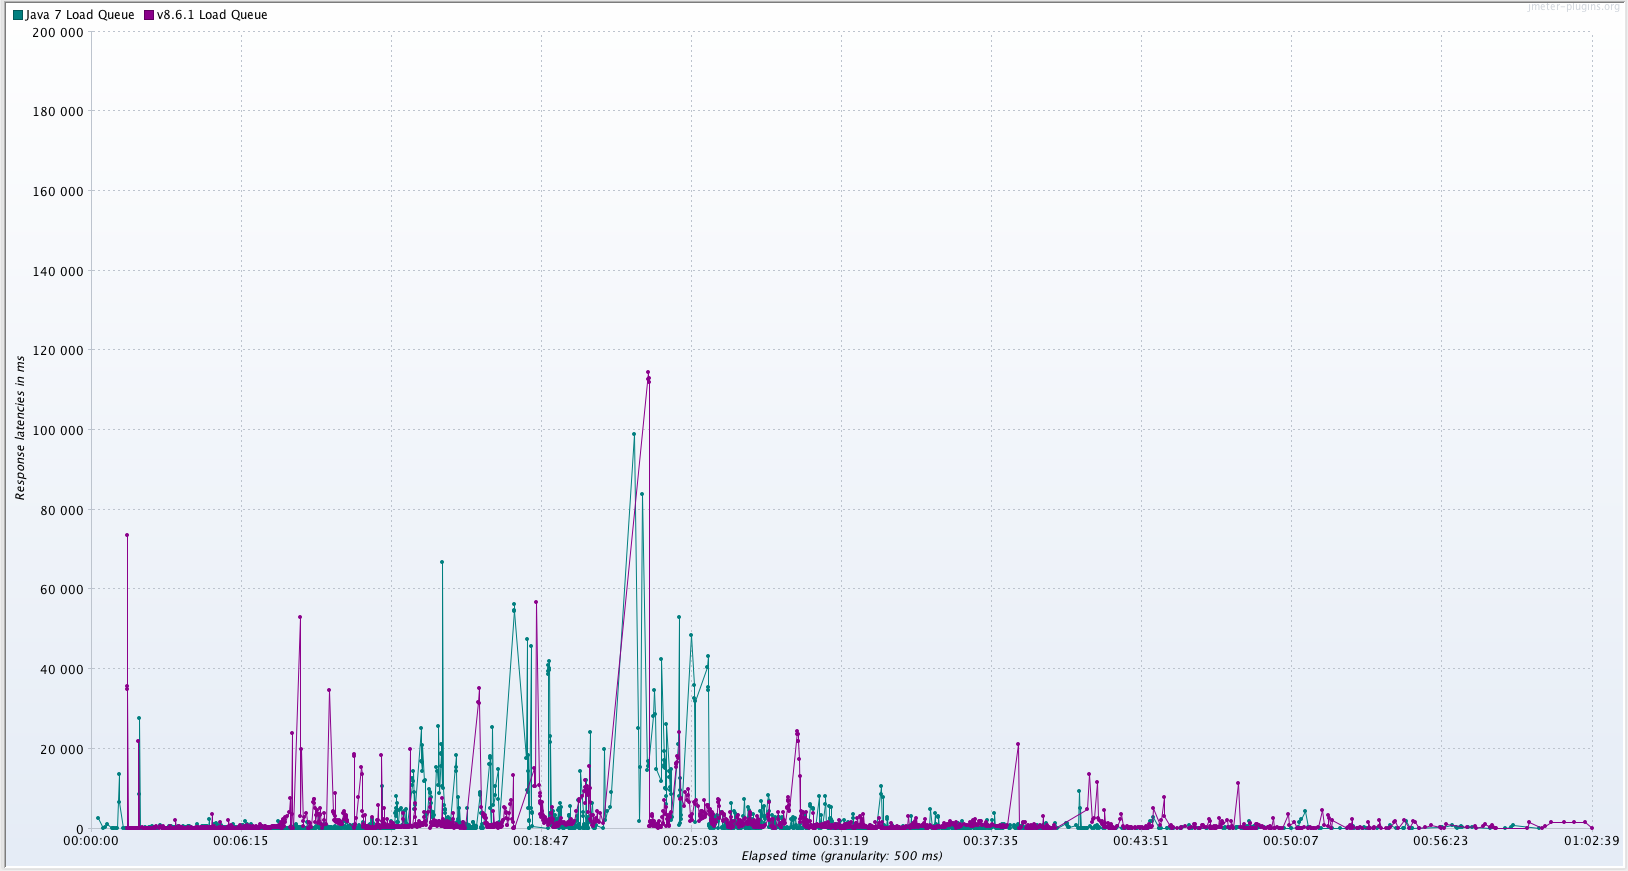 Java 7 Load Queue v8.6.1 Load Queue
jmeter-plugins.org
200 000
180 000
160 000
140 000
120 000
100 000
80 000
60 000
40 000
20 000
0
Response latencies in ms
00:00:00 00:06:15 00:12:31 00:18:47 00:25:03 00:31:19 00:37:35 00:43:51 00:50:07 00:56:23 01:02:39
Elapsed time (granularity: 500 ms)